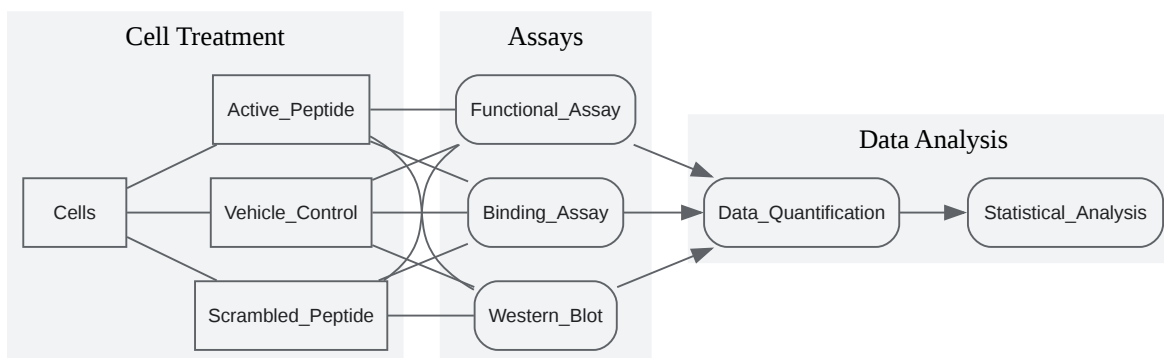 Cell Treatment
Assays
Data Analysis
Active_Peptide
Functional_Assay
Cells
Vehicle_Control
Binding_Assay
Data_Quantification
Statistical_Analysis
Scrambled_Peptide
Western_Blot